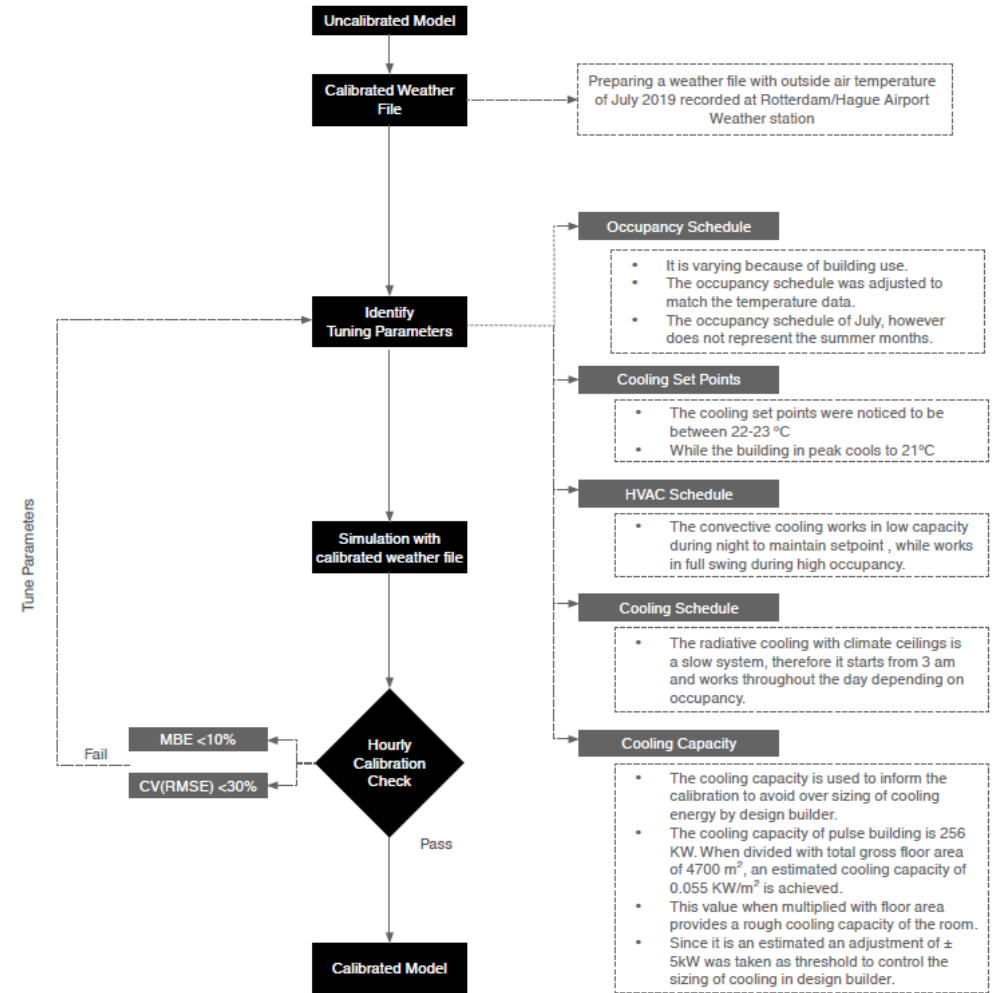 Uncalibrated Model
Calibrated Weather
File
Preparing a weather file with outside air temperature
of July 2019 recorded at Rotterdam/Hague Airport
Weather station
Identify
Tuning Parameters
Occupancy Schedule
• It is varying because of building use.
• The occupancy schedule was adjusted to
match the temperature data.
• The occupancy schedule of July, however
does not represent the summer months.
Cooling Set Points
• The cooling set points were noticed to be
between 22-23 ºC
• While the building in peak cools to 21ºC
HVAC Schedule
• The convective cooling works in low capacity
during night to maintain setpoint , while works
in full swing during high occupancy.
Cooling Schedule
• The radiative cooling with climate ceilings is
a slow system, therefore it starts from 3 am
and works throughout the day depending on
occupancy.
Cooling Capacity
• The cooling capacity is used to inform the
calibration to avoid over sizing of cooling
energy by design builder.
• The cooling capacity of pulse building is 256
KW. When divided with total gross floor area
of 4700 m², an estimated cooling capacity of
0.055 KW/m² is achieved.
• This value when multiplied with floor area
provides a rough cooling capacity of the room.
• Since it is an estimated an adjustment of ±
5kW was taken as threshold to control the
sizing of cooling in design builder.
Simulation with
calibrated weather file
Tune Parameters
Hourly
Calibration
Check
MBE <10%
CV(RMSE) <30%
Fail
Pass
Calibrated Model